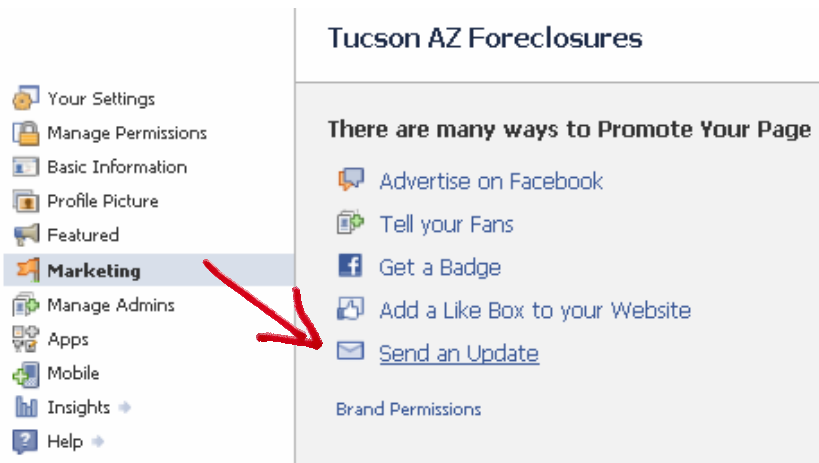 Tucson AZ Foreclosures
Your Settings
Manage Permissions
Basic Information
Profile Picture
Featured
Marketing
Manage Admins
Apps
Mobile
Insights
Help
There are many ways to Promote Your Page
Advertise on Facebook
Tell your Fans
Get a Badge
Add a Like Box to your Website
Send an Update
Brand Permissions